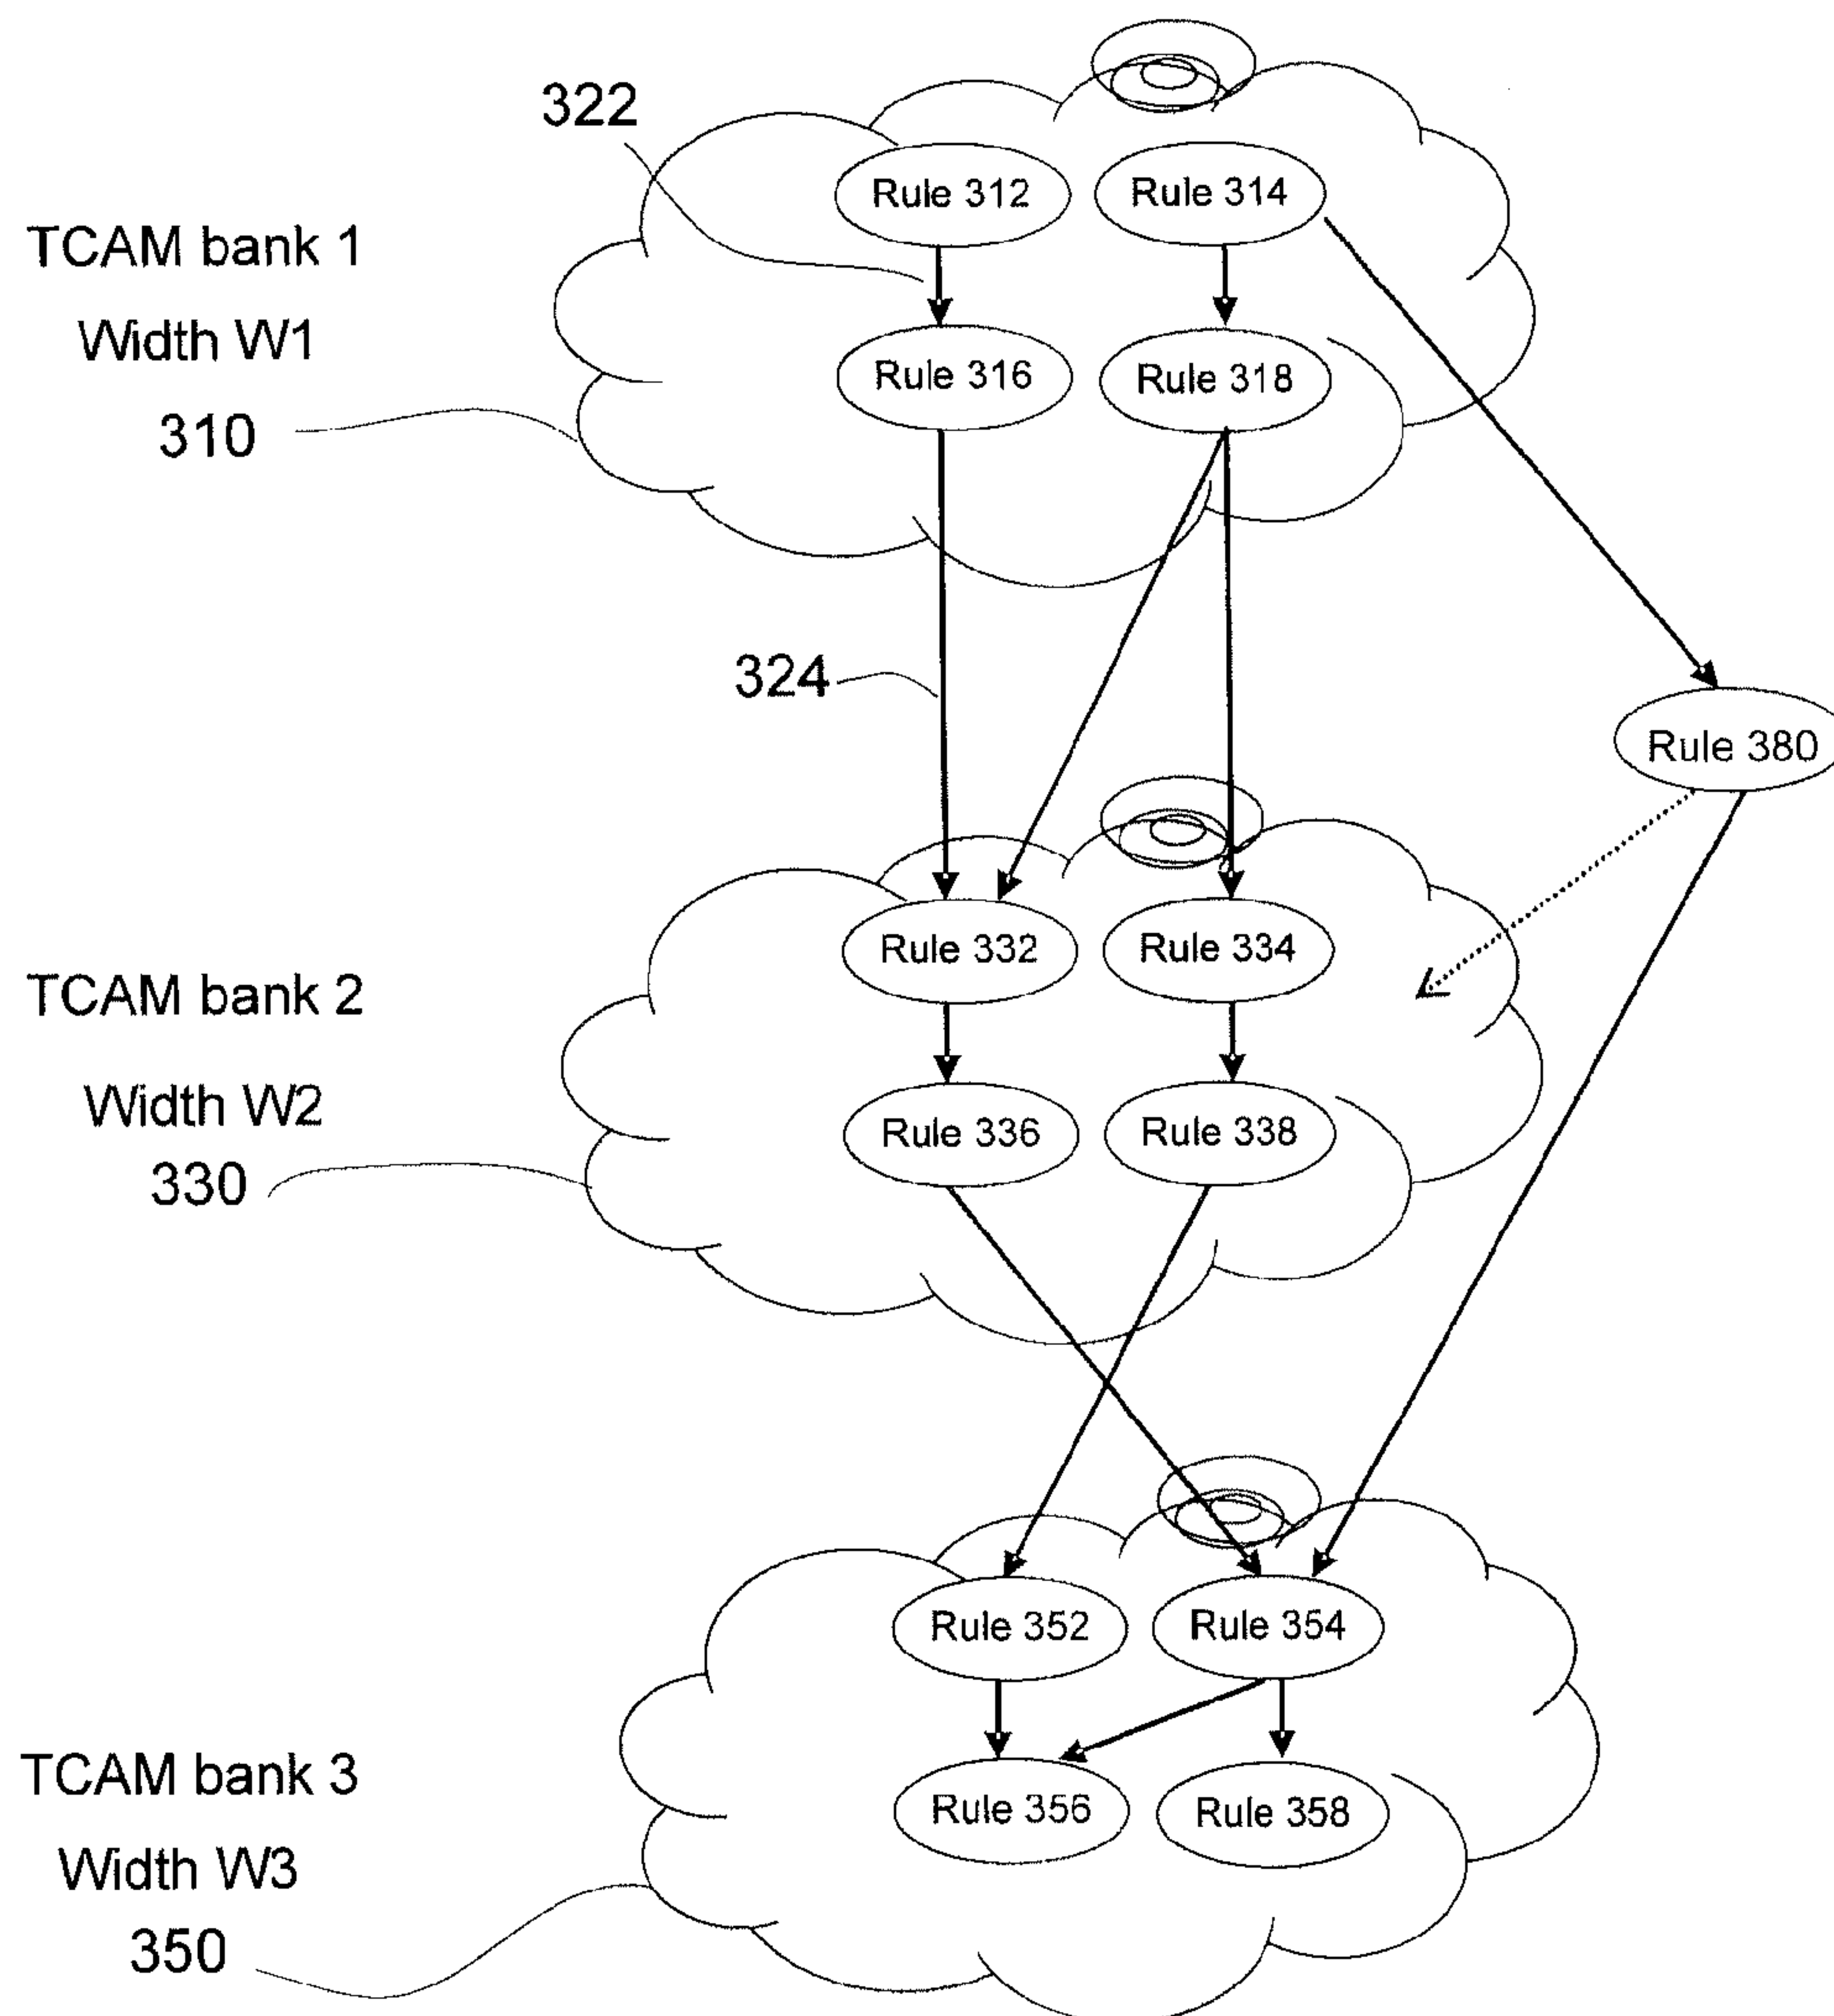 322
Rule 312
Rule 314
TCAM bank 1
Width W1
310
Rule 316
Rule 318
324
Rule 380
Rule 332
Rule 334
TCAM bank 2
Width W2
330
Rule 336
Rule 338
Rule 352
Rule 354
TCAM bank 3
Width W3
350
Rule 356
Rule 358